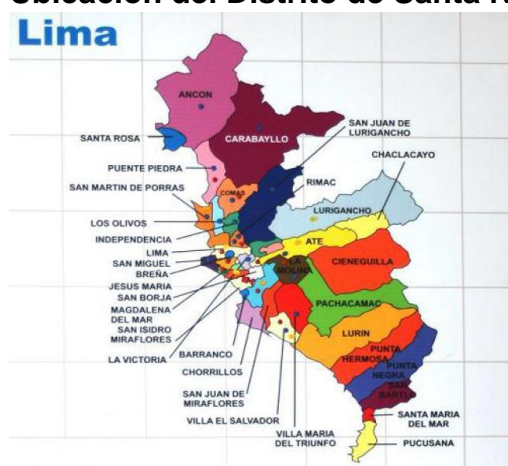 Ubicación del Distrito de Santa
Lima
ANCON
SANTA ROSA
CARABAYLLO
SAN JUAN DE
LURIGANCHO
CHACLACAYO
PUENTE PIEDRA
RIMAC
SAN MARTIN DE PORRAS
COMAS
LURIGANCHO
LOS OLIVOS
INDEPENDENCIA
ATE
LIMA
SAN MIGUEL
LA
MOLINA
CIENEGUILLA
BREÑA
JESUS MARIA
SAN BORJA
PACHACAMAC
MAGDALENA
DEL MAR
SAN ISIDRO
MIRAFLORES
LURIN
PUNTA
HERMOSA
PUNTA
NEGRA
LA VICTORIA
BARRANCO
CHORRILLOS
SAN
BARTLO
SAN JUAN DE
MIRAFLORES
VILLA EL SALVADOR
SANTA MARIA
DEL MAR
VILLA MARIA
DEL TRIUNFO
PUCUSANA